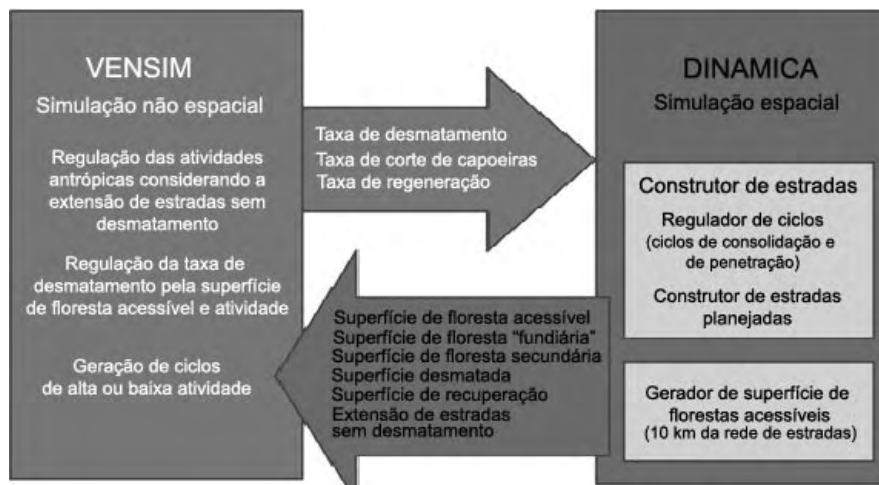 VENSIM
Simulação não espacial
Regulação das atividades
antrópicas considerando a
extensão de estradas sem
desmatamento
Regulação da taxa de
desmatamento pela superfície
de floresta acessível e atividade
Geração de ciclos
de alta ou baixa atividade
Taxa de desmatamento
Taxa de corte de capoeiras
Taxa de regeneração
Superfície de floresta acessível
Superfície de floresta "fundiária"
Superfície de floresta secundária
Superfície desmatada
Superfície de recuperação
Extensão de estradas
sem desmatamento
DINAMICA
Simulação espacial
Construtor de estradas
Regulador de ciclos
(ciclos de consolidação e
de penetração)
Construtor de estradas
planejadas
Gerador de superfície de
florestas acessíveis
(10 km da rede de estradas)